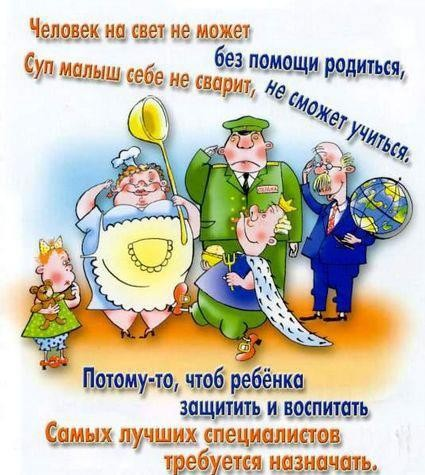 Человек на свет не может
без помощи родиться,
Суп малыш себе не сварит,
не сможет учиться.
ОХРАНА
Потому-то, чтоб ребёнка
защитить и воспитать
Самых лучших специалистов
требуется назначать.